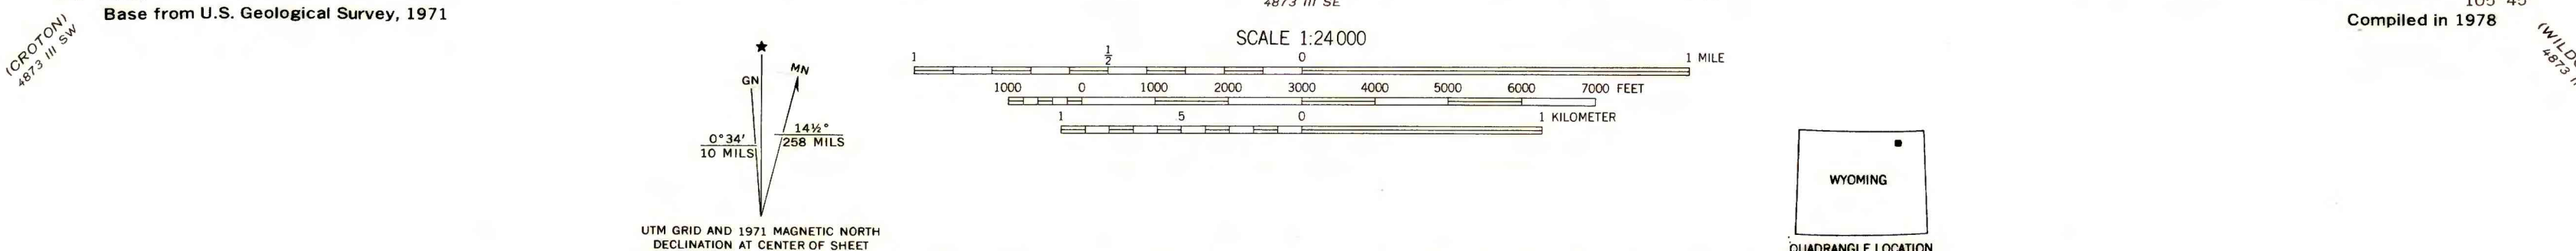 Base from U.S. Geological Survey, 1971
4873 III SE
105° 45'
Compiled in 1978
(CROTON)
4873 III SW
SCALE 1:24 000
1 1/2 0 1 MILE
1000 0 1000 2000 3000 4000 5000 6000 7000 FEET
1 .5 0 1 KILOMETER
★
GN
MN
0°34'
10 MILS
14½°
258 MILS
UTM GRID AND 1971 MAGNETIC NORTH
DECLINATION AT CENTER OF SHEET
WYOMING
QUADRANGLE LOCATION